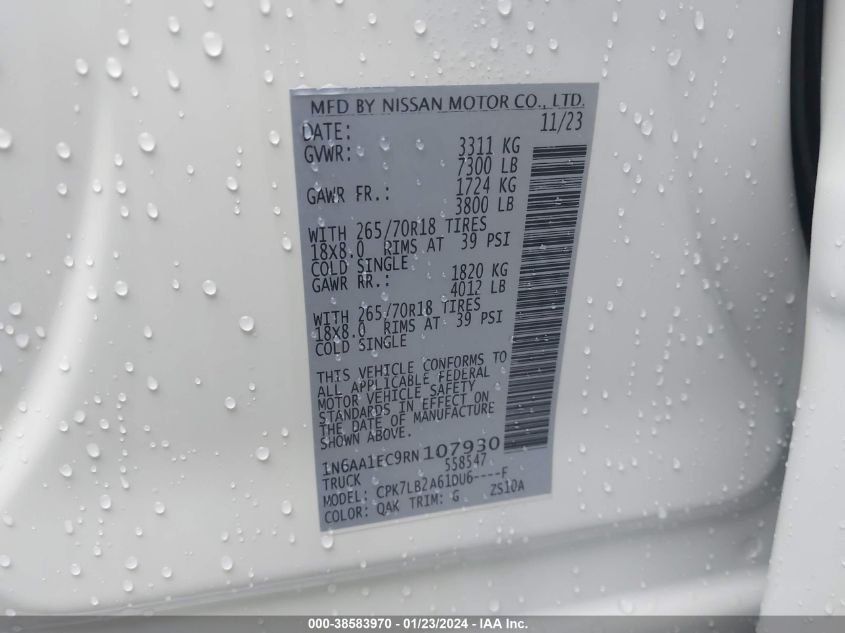 MFD BY NISSAN MOTOR CO., LTD.
DATE: 11/23
GVWR: 3311 KG
7300 LB
GAWR FR.: 1724 KG
3800 LB
WITH 265/70R18 TIRES
18X8.0 RIMS AT 39 PSI
COLD SINGLE
GAWR RR.: 1820 KG
4012 LB
WITH 265/70R18 TIRES
18X8.0 RIMS AT 39 PSI
COLD SINGLE
THIS VEHICLE CONFORMS TO
ALL APPLICABLE FEDERAL
MOTOR VEHICLE SAFETY
STANDARDS IN EFFECT ON
THE DATE OF MANUFACTURE
SHOWN ABOVE.
1N6AA1EC9RN107930
TRUCK 558547
MODEL: CPK7LB2A61DU6----F
COLOR: QAK TRIM: G ZS10A
000-38583970 - 01/23/2024 - IAA Inc.